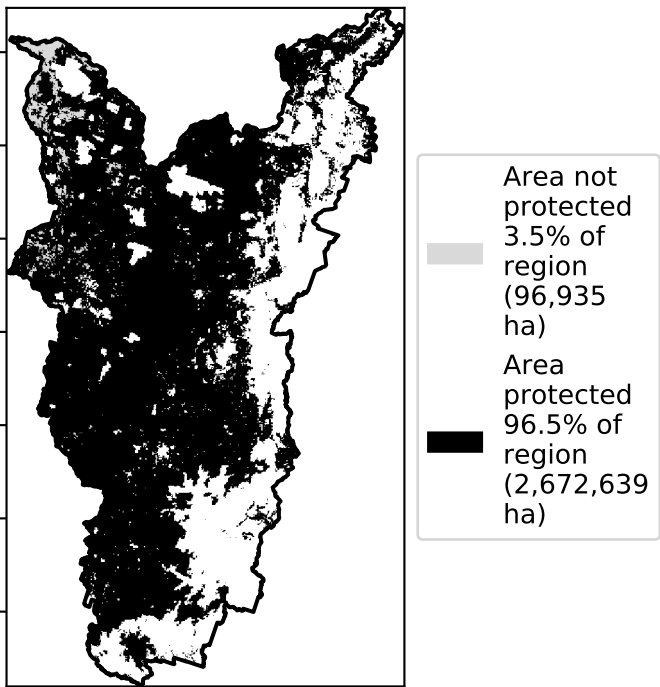 Area not
protected
3.5% of
region
(96,935
ha)
Area
protected
96.5% of
region
(2,672,639
ha)